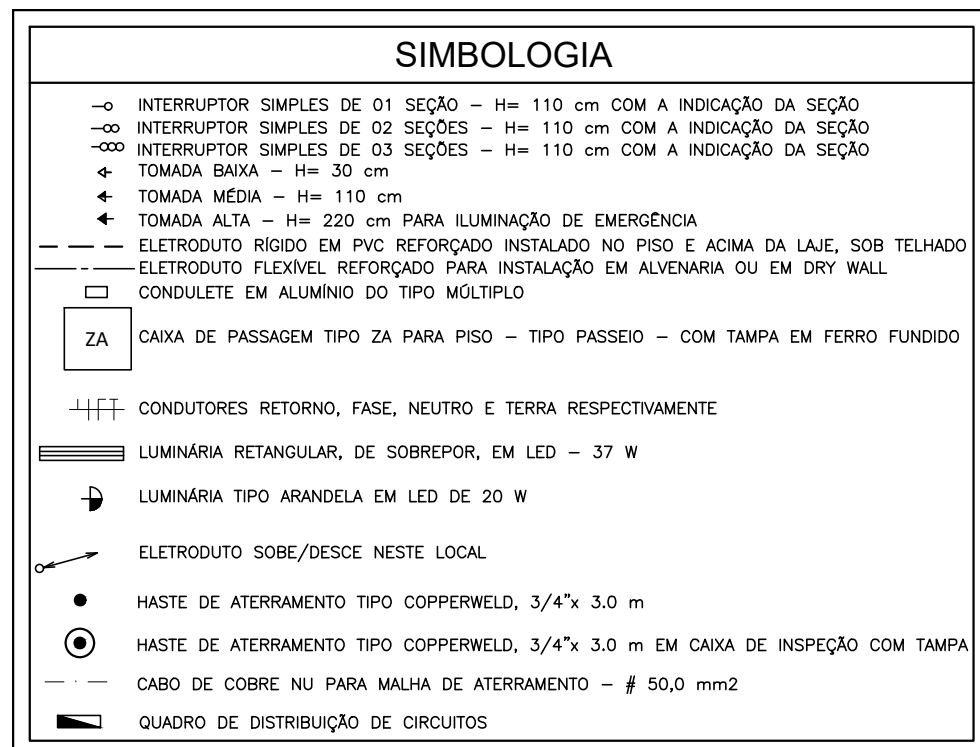 SIMBOLOGIA
INTERRUPTOR SIMPLES DE 01 SEÇÃO – H= 110 cm COM A INDICAÇÃO DA SEÇÃO
INTERRUPTOR SIMPLES DE 02 SEÇÕES – H= 110 cm COM A INDICAÇÃO DA SEÇÃO
INTERRUPTOR SIMPLES DE 03 SEÇÕES – H= 110 cm COM A INDICAÇÃO DA SEÇÃO
TOMADA BAIXA – H= 30 cm
TOMADA MÉDIA – H= 110 cm
TOMADA ALTA – H= 220 cm PARA ILUMINAÇÃO DE EMERGÊNCIA
ELETRODUTO RÍGIDO EM PVC REFORÇADO INSTALADO NO PISO E ACIMA DA LAJE, SOB TELHADO
ELETRODUTO FLEXÍVEL REFORÇADO PARA INSTALAÇÃO EM ALVENARIA OU EM DRY WALL
CONDULETE EM ALUMÍNIO DO TIPO MÚLTIPLO
ZA CAIXA DE PASSAGEM TIPO ZA PARA PISO – TIPO PASSEIO – COM TAMPA EM FERRO FUNDIDO
CONDUTORES RETORNO, FASE, NEUTRO E TERRA RESPECTIVAMENTE
LUMINÁRIA RETANGULAR, DE SOBREPOR, EM LED – 37 W
LUMINÁRIA TIPO ARANDELA EM LED DE 20 W
ELETRODUTO SOBE/DESCE NESTE LOCAL
HASTE DE ATERRAMENTO TIPO COPPERWELD, 3/4"x 3.0 m
HASTE DE ATERRAMENTO TIPO COPPERWELD, 3/4"x 3.0 m EM CAIXA DE INSPEÇÃO COM TAMPA
CABO DE COBRE NU PARA MALHA DE ATERRAMENTO – # 50,0 mm2
QUADRO DE DISTRIBUIÇÃO DE CIRCUITOS